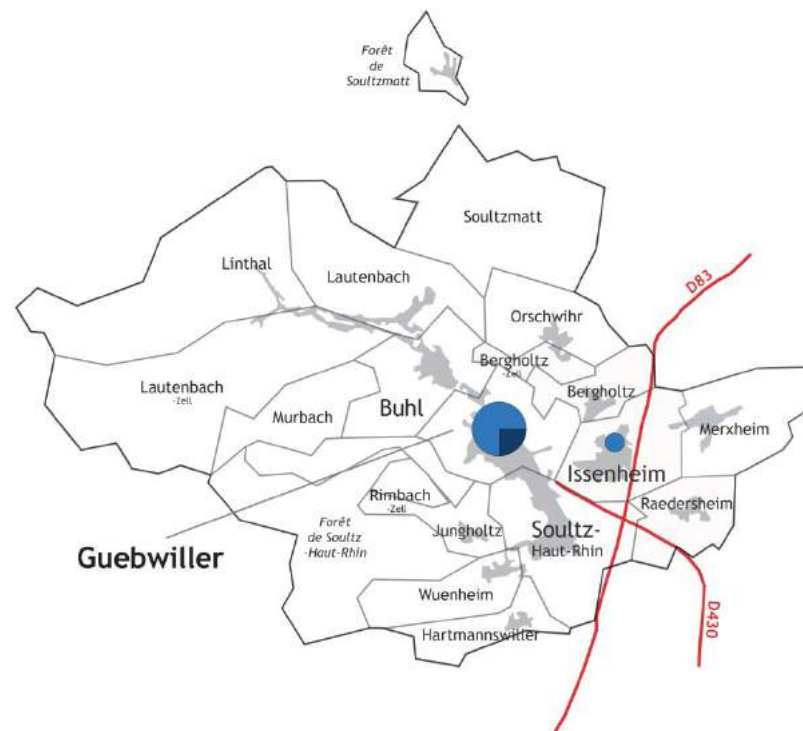 Forêt
de
Soultzmatt
Soultzmatt
Linthal
Lautenbach
D83
Orschwihr
Bergholtz
-Zell
Lautenbach
-Zell
Bergholtz
Murbach
Buhl
Merxheim
Issenheim
Rimbach
-Zell
Raedersheim
Forêt
de Soultz
-Haut-Rhin
Jungholtz
Soultz-
Haut-Rhin
Guebwiller
Wuenheim
Hartmannswiller
D430